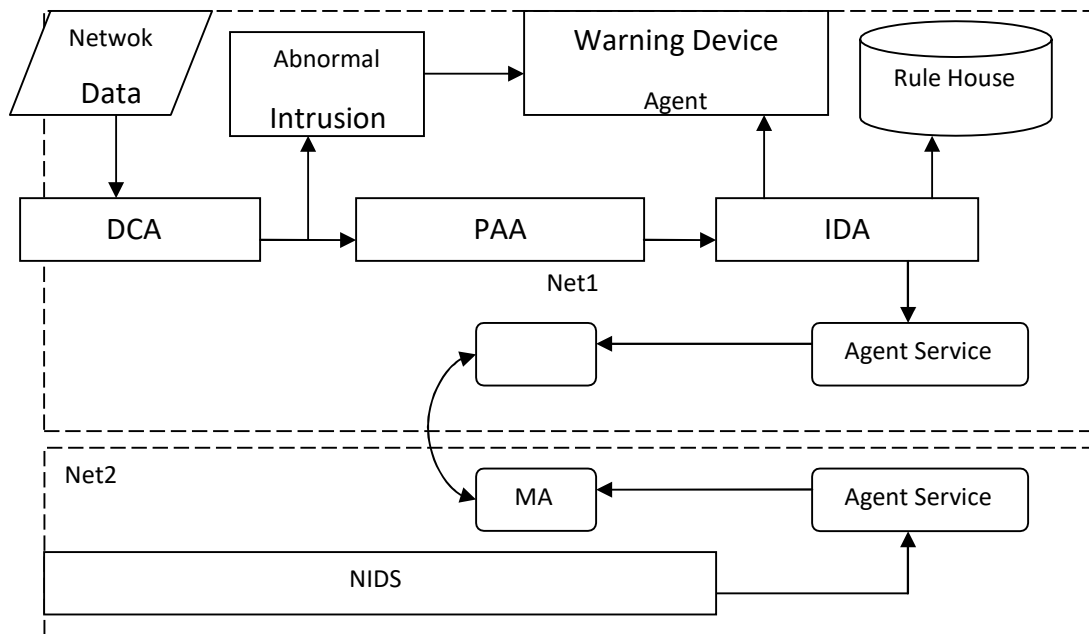 Netwok
Data
Abnormal
Intrusion
Warning Device
Agent
Rule House
DCA
PAA
IDA
Net1
Agent Service
Net2
MA
Agent Service
NIDS